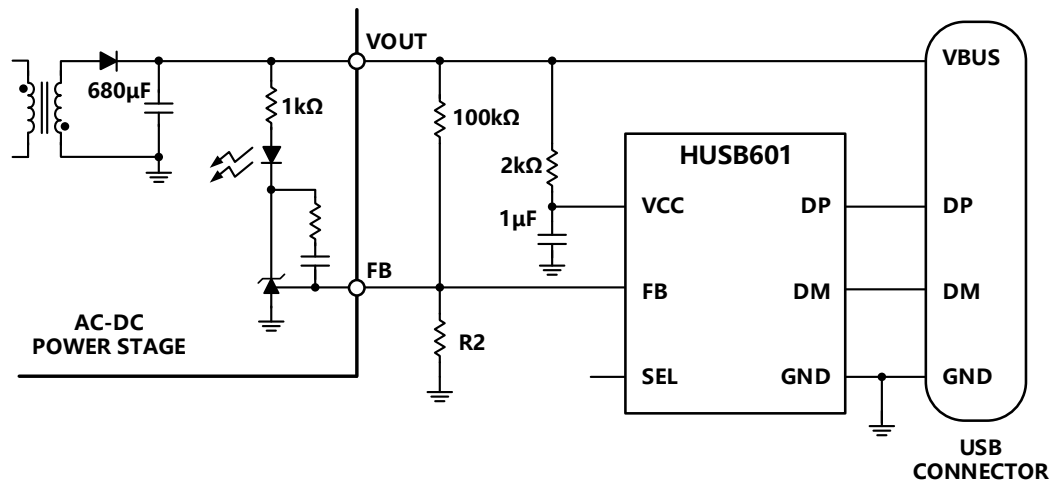 VOUT
680µF
1kΩ
100kΩ
2kΩ
1µF
FB
R2
AC-DC
POWER STAGE
HUSB601
VCC
DP
FB
DM
SEL
GND
VBUS
DP
DM
GND
USB
CONNECTOR